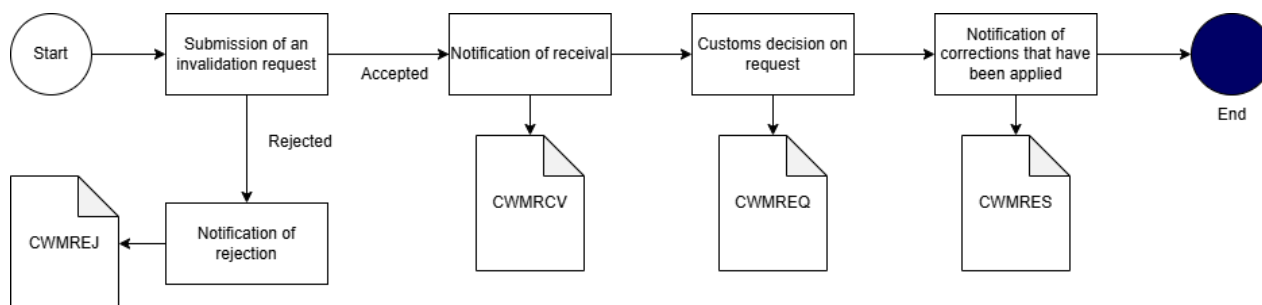 Start
Submission of an
invalidation request
Accepted
Notification of receival
Customs decision on
request
Notification of
corrections that have
been applied
End
Rejected
CWMRCV
CWMREQ
CWMRES
Notification of
rejection
CWMREJ